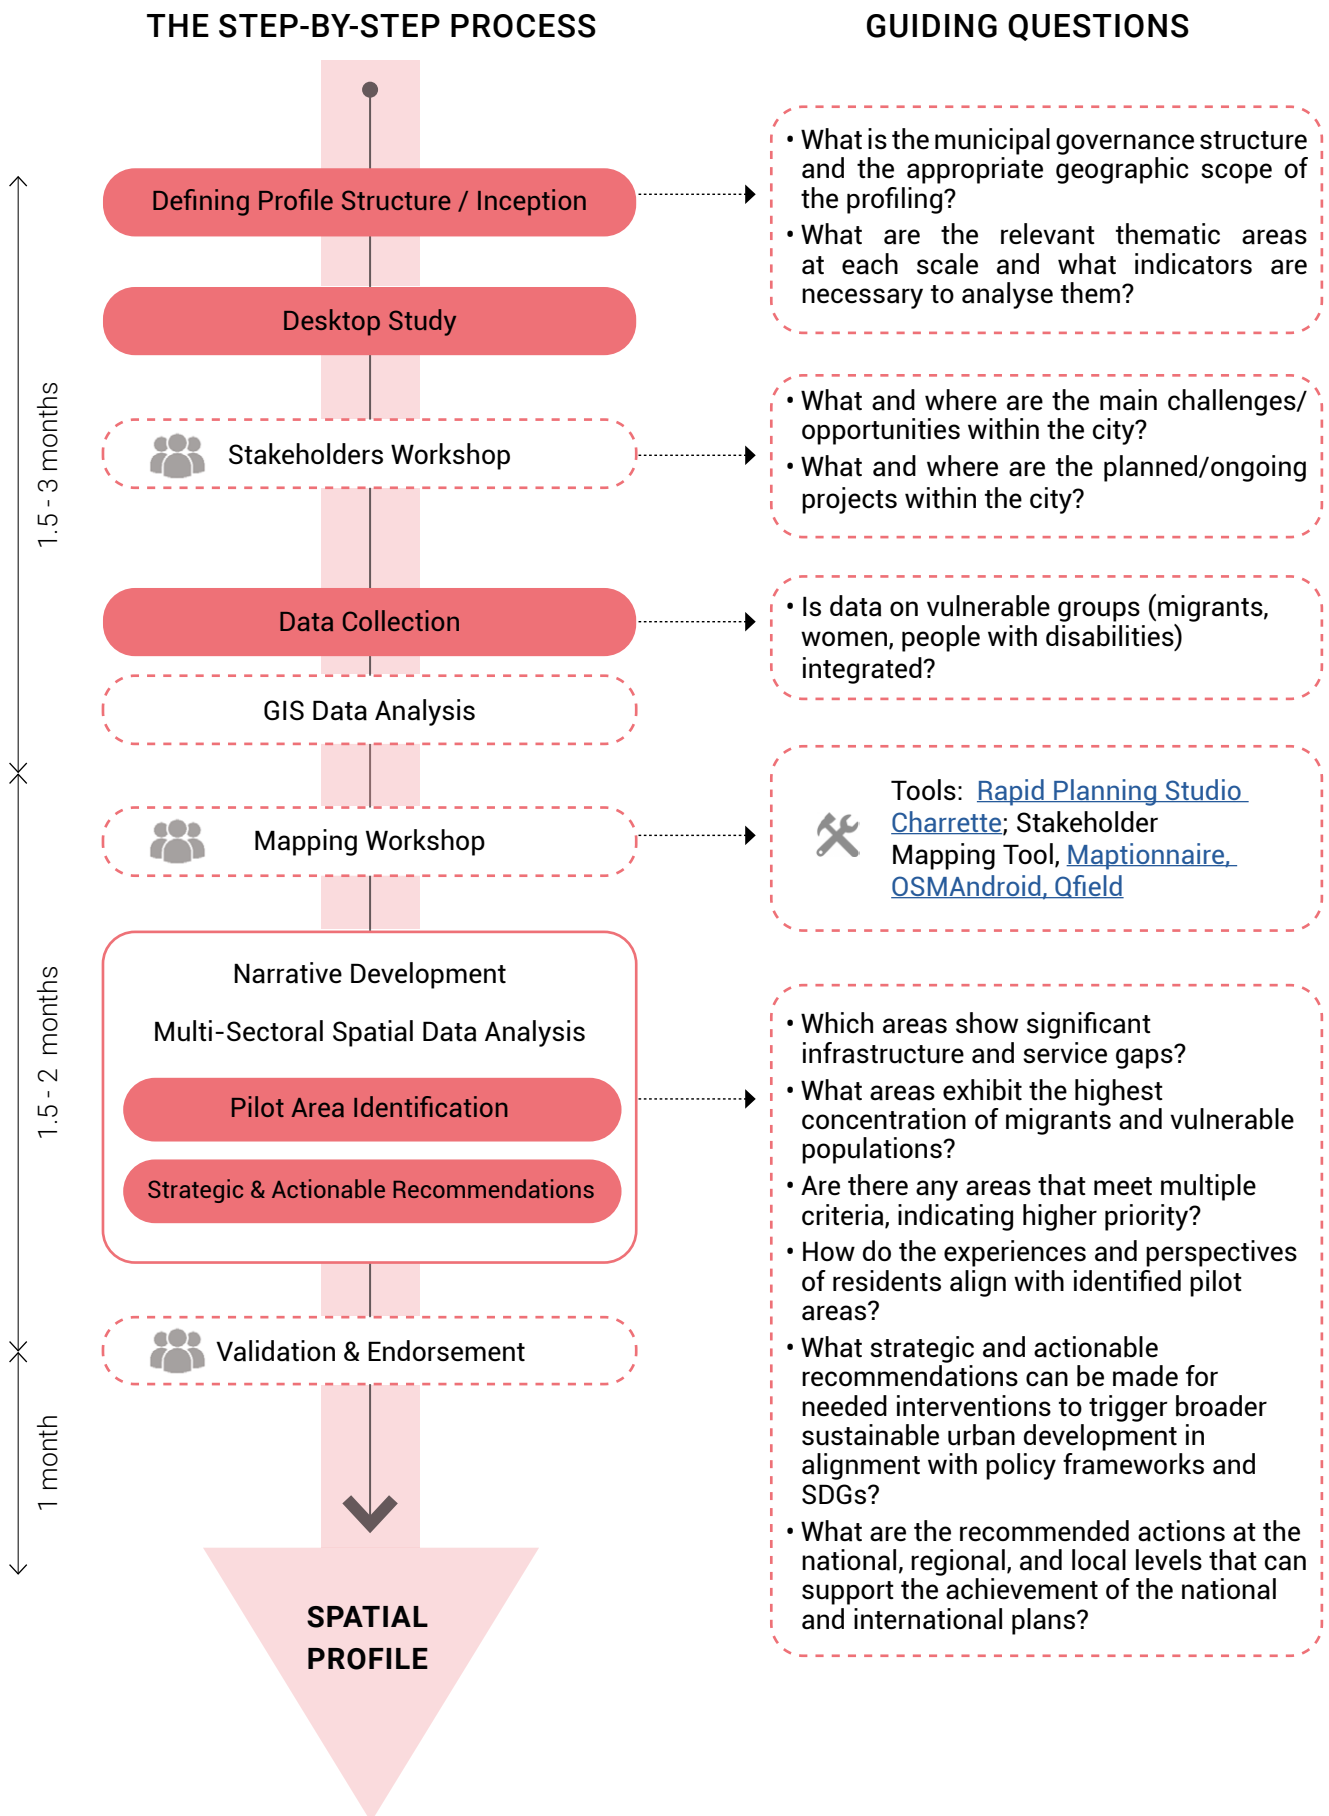 THE STEP-BY-STEP PROCESS
GUIDING QUESTIONS
1.5 - 3 months
1.5 - 2 months
1 month
Defining Profile Structure / Inception
Desktop Study
Stakeholders Workshop
Data Collection
GIS Data Analysis
Mapping Workshop
Narrative Development
Multi-Sectoral Spatial Data Analysis
Pilot Area Identification
Strategic & Actionable Recommendations
Validation & Endorsement
SPATIAL
PROFILE
• What is the municipal governance structure
and the appropriate geographic scope of
the profiling?
• What are the relevant thematic areas
at each scale and what indicators are
necessary to analyse them?
• What and where are the main challenges/
opportunities within the city?
• What and where are the planned/ongoing
projects within the city?
• Is data on vulnerable groups (migrants,
women, people with disabilities)
integrated?
Tools: Rapid Planning Studio
Charrette; Stakeholder
Mapping Tool, Maptionnaire,
OSMAndroid, Qfield
• Which areas show significant
infrastructure and service gaps?
• What areas exhibit the highest
concentration of migrants and vulnerable
populations?
• Are there any areas that meet multiple
criteria, indicating higher priority?
• How do the experiences and perspectives
of residents align with identified pilot
areas?
• What strategic and actionable
recommendations can be made for
needed interventions to trigger broader
sustainable urban development in
alignment with policy frameworks and
SDGs?
• What are the recommended actions at the
national, regional, and local levels that can
support the achievement of the national
and international plans?